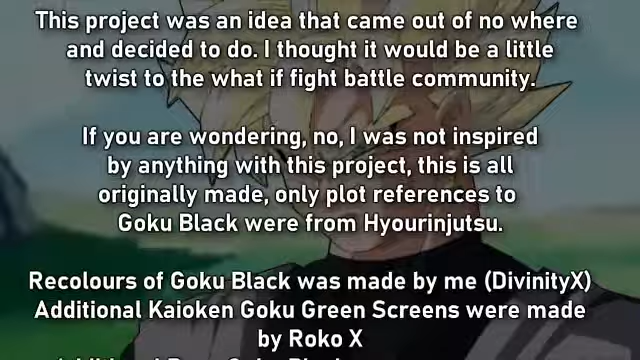 This project was an idea that came out of no where
and decided to do. I thought it would be a little
twist to the what if fight battle community.
If you are wondering, no, I was not inspired
by anything with this project, this is all
originally made, only plot references to
Goku Black were from Hyourinjutsu.
Recolours of Goku Black was made by me (DivinityX)
Additional Kaioken Goku Green Screens were made
by Roko X